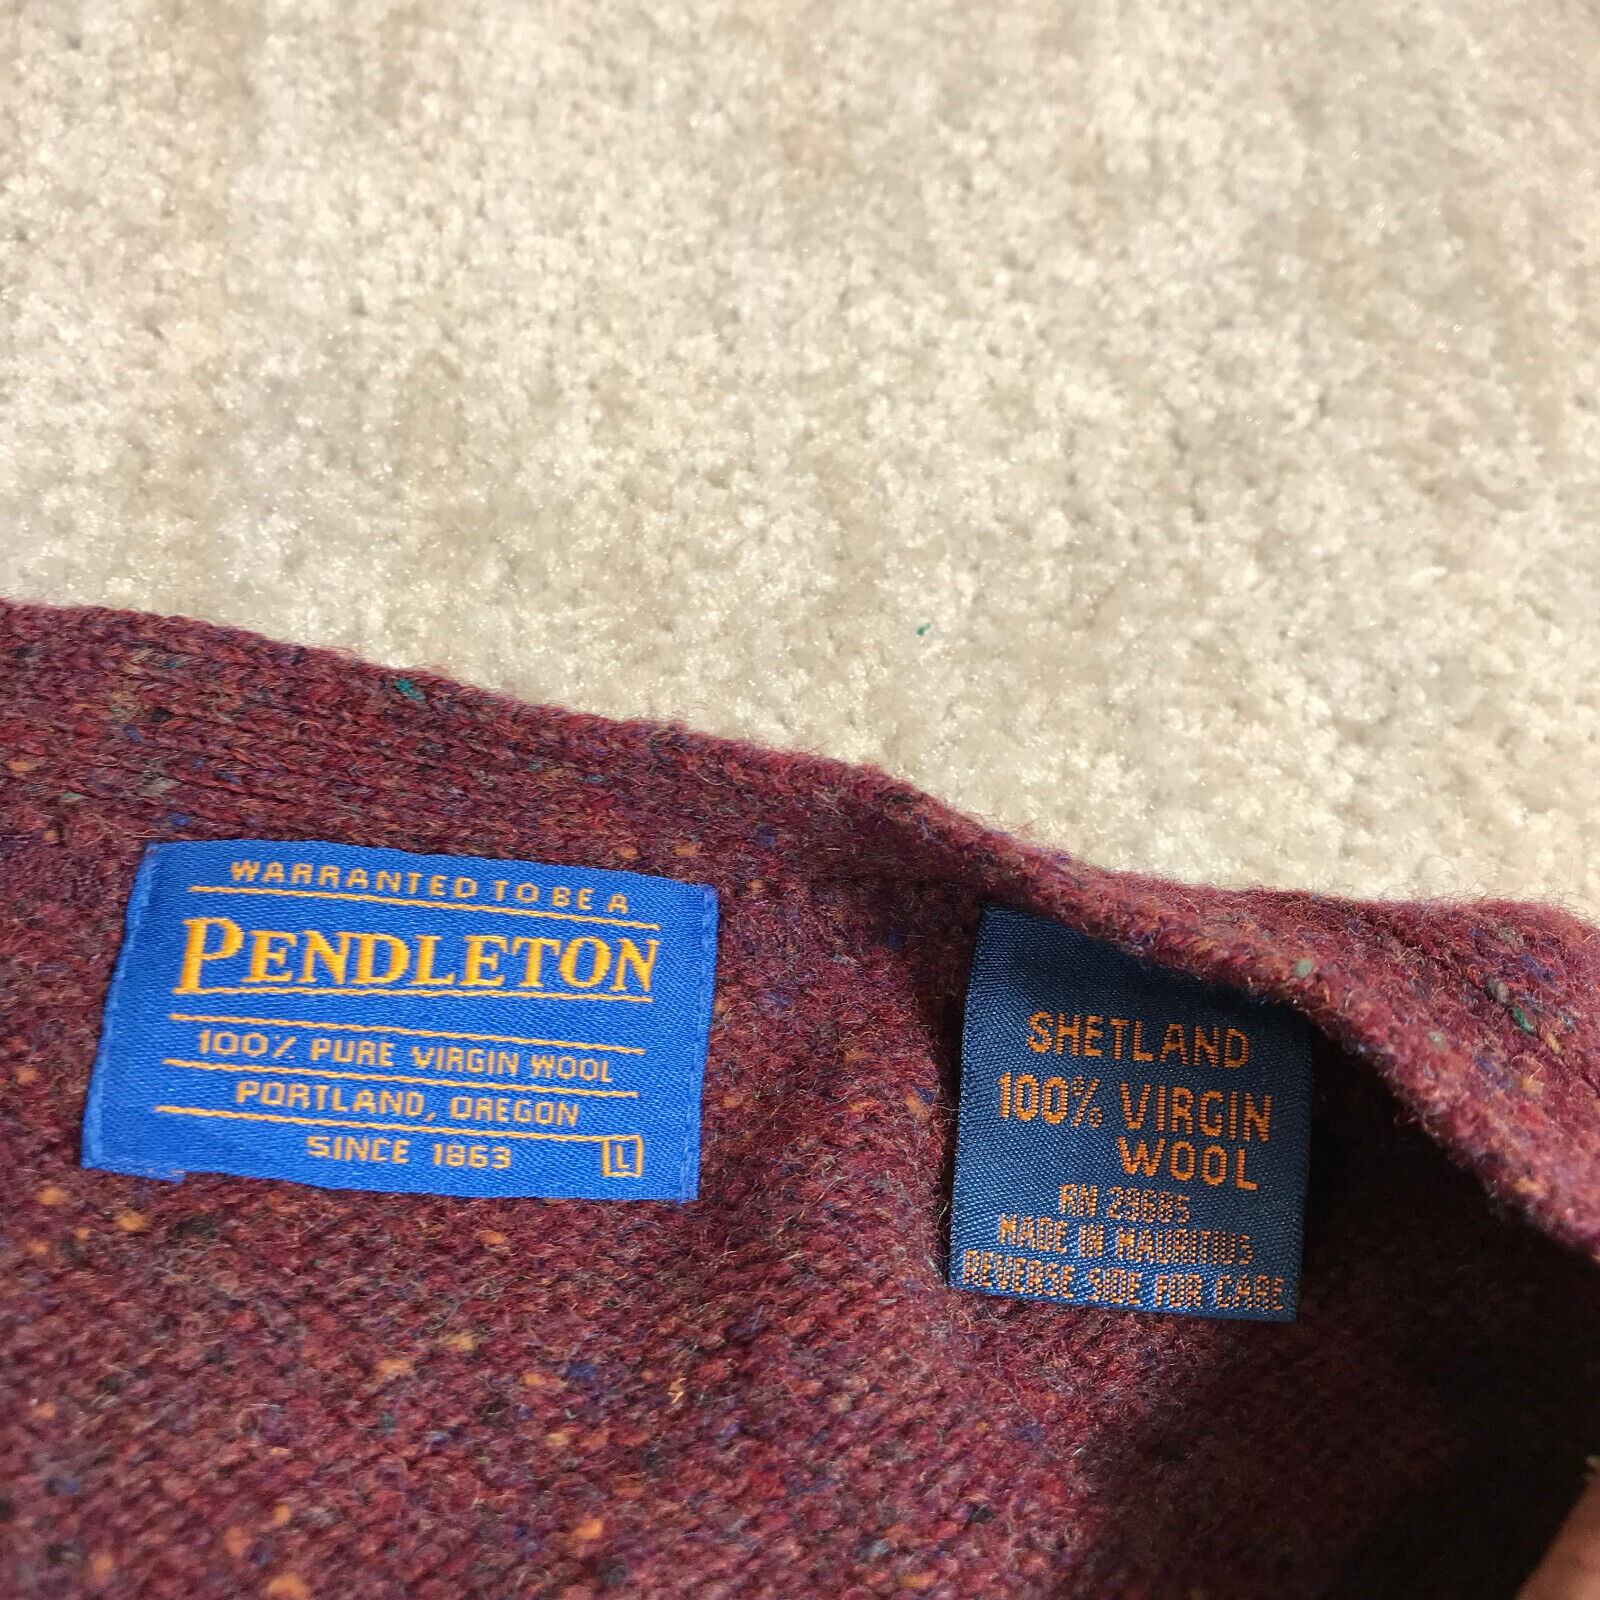 WARRANTED TO BE A
PENDLETON
100% PURE VIRGIN WOOL
PORTLAND, OREGON
SINCE 1863 L
SHETLAND
100% VIRGIN
WOOL
RN 29685
MADE IN MAURITIUS
REVERSE SIDE FOR CARE